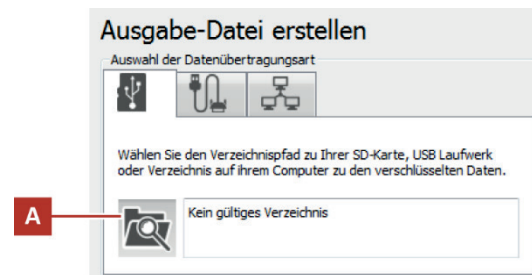 Ausgabe-Datei erstellen
Auswahl der Datenübertragungsart
Wählen Sie den Verzeichnispfad zu Ihrer SD-Karte, USB Laufwerk
oder Verzeichnis auf ihrem Computer zu den verschlüsselten Daten.
A
Kein gültiges Verzeichnis